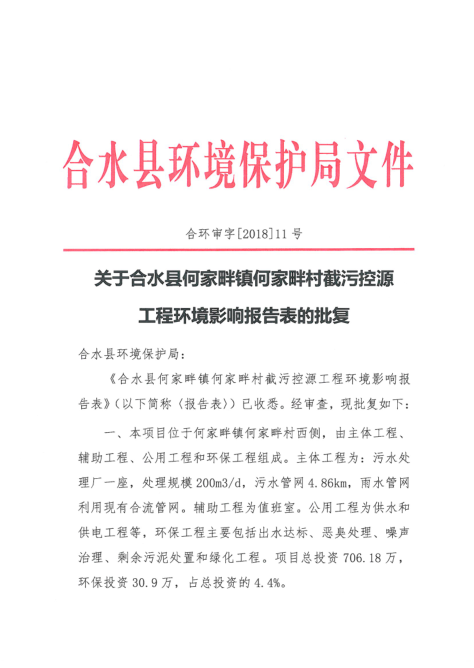 合水县环境保护局文件
合环审字[2018]11 号
关于合水县何家畔镇何家畔村截污控源
工程环境影响报告表的批复
合水县环境保护局：
《合水县何家畔镇何家畔村截污控源工程环境影响报
告表》（以下简称〈报告表〉）已收悉。经审查，现批复如下：
一、本项目位于何家畔镇何家畔村西侧，由主体工程、
辅助工程、公用工程和环保工程组成。主体工程为：污水处
理厂一座，处理规模 200m3/d，污水管网 4.86km，雨水管网
利用现有合流管网。辅助工程为值班室。公用工程为供水和
供电工程等，环保工程主要包括出水达标、恶臭处理、噪声
治理、剩余污泥处置和绿化工程。项目总投资 706.18 万，
环保投资 30.9 万，占总投资的 4.4%。